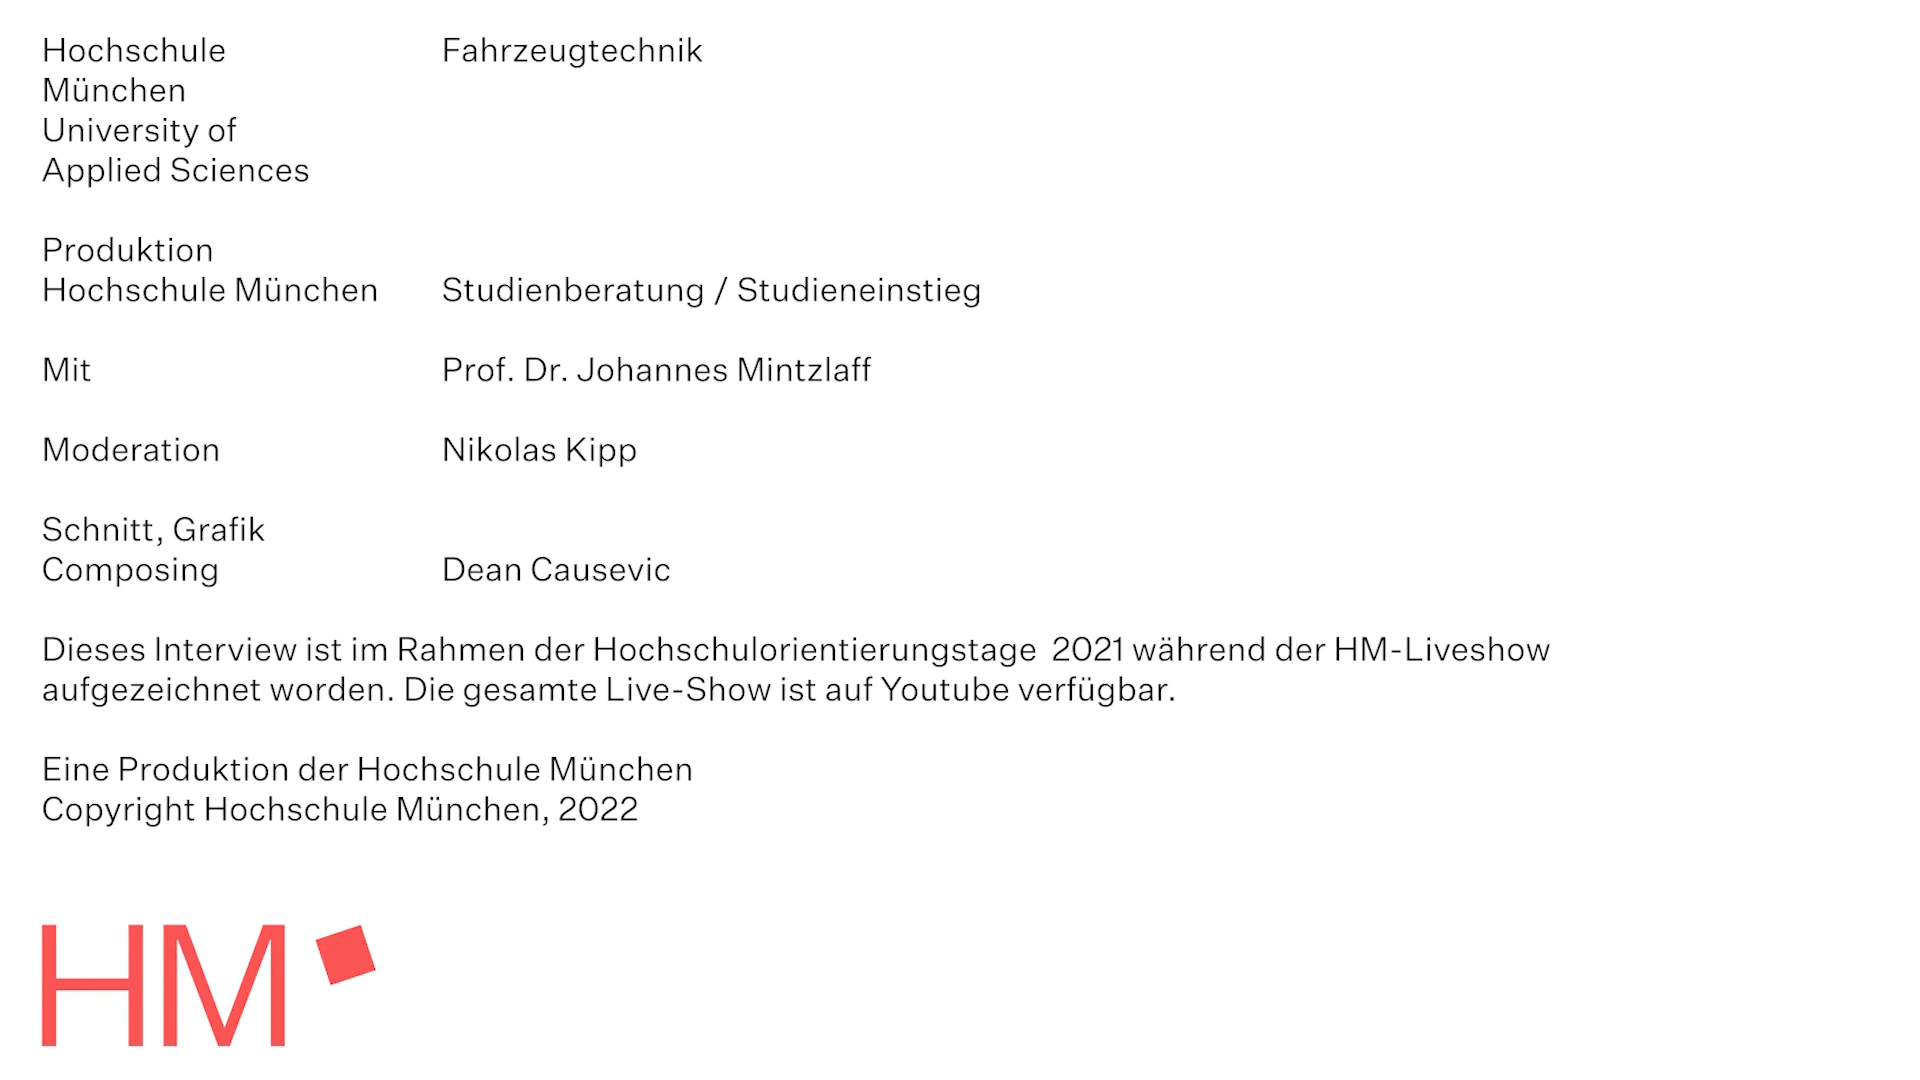 Hochschule Fahrzeugtechnik
München
University of
Applied Sciences
Produktion
Hochschule München Studienberatung / Studieneinstieg
Mit Prof. Dr. Johannes Mintzlaff
Moderation Nikolas Kipp
Schnitt, Grafik
Composing Dean Causevic
Dieses Interview ist im Rahmen der Hochschulorientierungstage 2021 während der HM-Liveshow
aufgezeichnet worden. Die gesamte Live-Show ist auf Youtube verfügbar.
Eine Produktion der Hochschule München
Copyright Hochschule München, 2022
HM